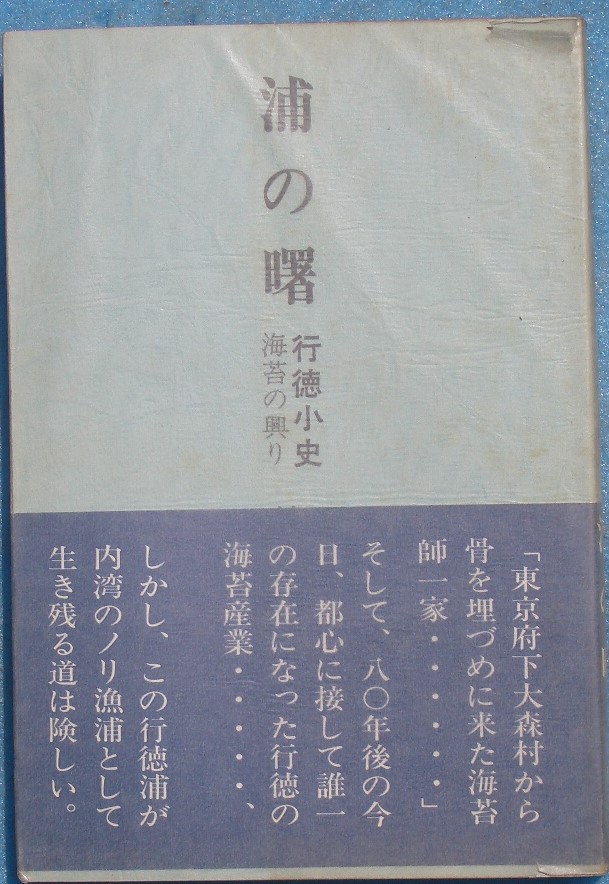 浦の曙
行徳小史
海苔の興り
「東京府下大森村から
骨を埋づめに来た海苔
師一家・・・・・・・」
そして、八〇年後の今
日、都心に接して誰一
の存在になった行徳の
海苔産業・・・・・、
しかし、この行徳浦が
内湾のノリ漁浦として
生き残る道は険しい。